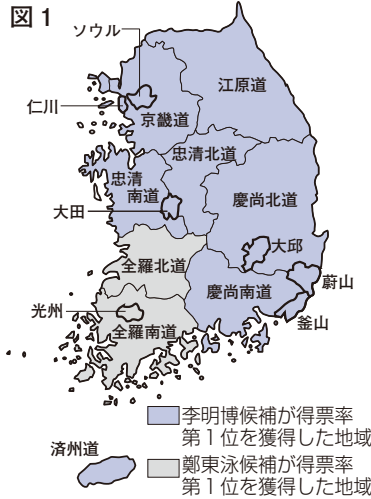 図1
ソウル
仁川
京畿道
江原道
忠清北道
忠清
南道
大田
慶尚北道
大邱
全羅北道
慶尚南道
蔚山
釜山
光州
全羅南道
済州道
李明博候補が得票率
第1位を獲得した地域
鄭東泳候補が得票率
第1位を獲得した地域